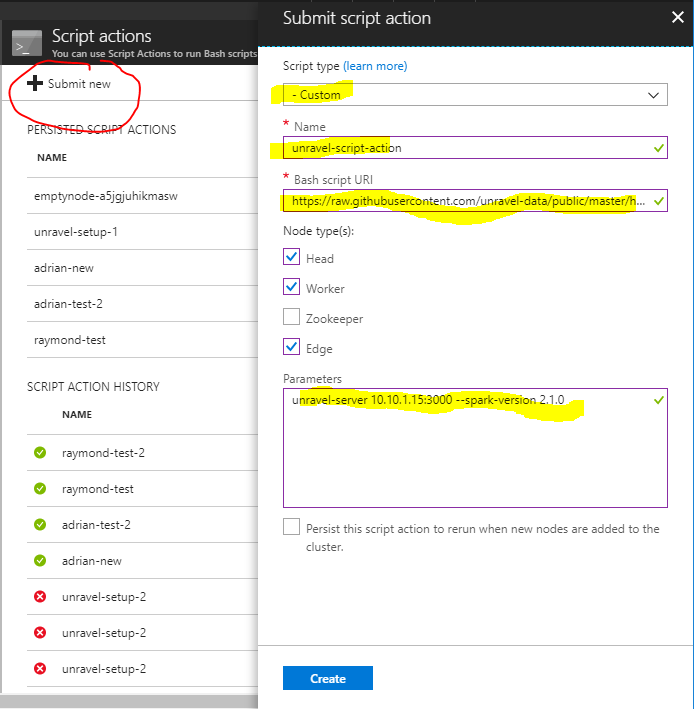 Script actions
You can use Script Actions to run Bash scripts
Submit new
PERSISTED SCRIPT ACTIONS
NAME
emptynode-a5jgjuhikmasw
unravel-setup-1
adrian-new
adrian-test-2
raymond-test
SCRIPT ACTION HISTORY
NAME
raymond-test-2
raymond-test
adrian-test-2
adrian-new
unravel-setup-2
unravel-setup-2
unravel-setup-2
Submit script action
Script type (learn more)
- Custom
* Name
unravel-script-action
* Bash script URI
https://raw.githubusercontent.com/unravel-data/public/master/h...
Node type(s):
Head
Worker
Zookeeper
Edge
Parameters
unravel-server 10.10.1.15:3000 --spark-version 2.1.0
Persist this script action to rerun when new nodes are added to the
cluster.
Create